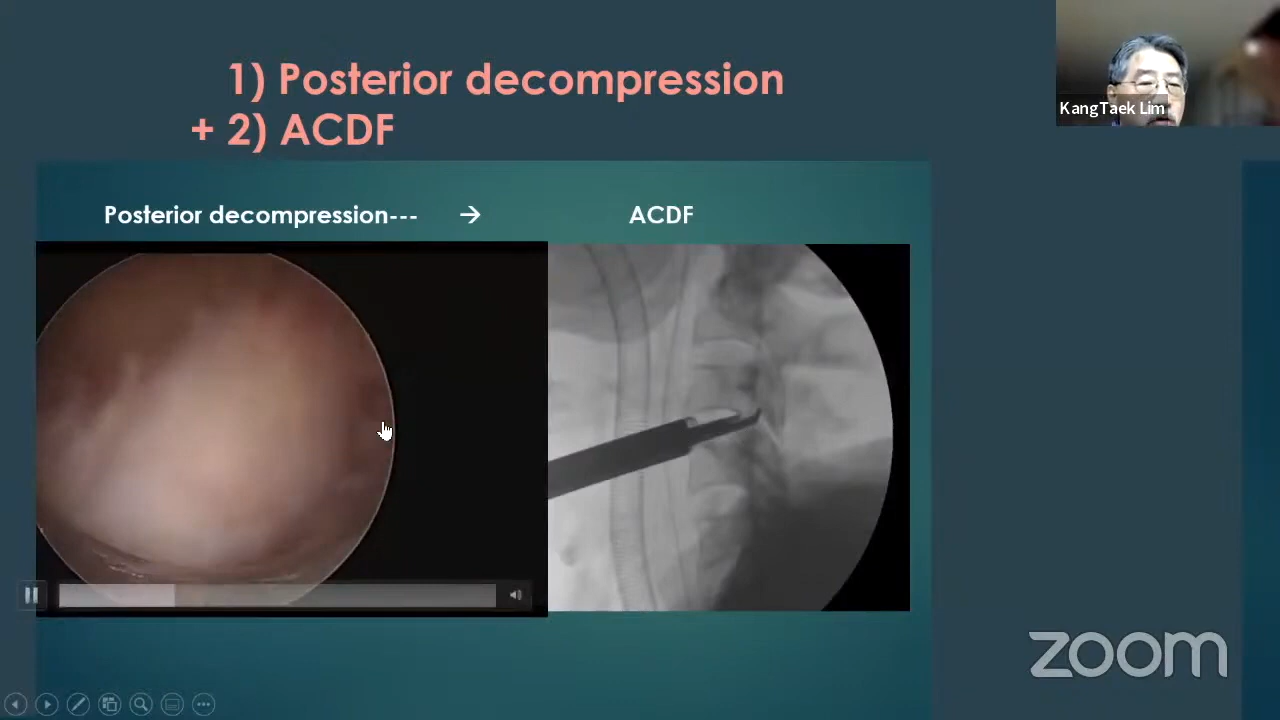 1) Posterior decompression
+ 2) ACDF
KangTaek Lim
Posterior decompression--- → ACDF
zoom